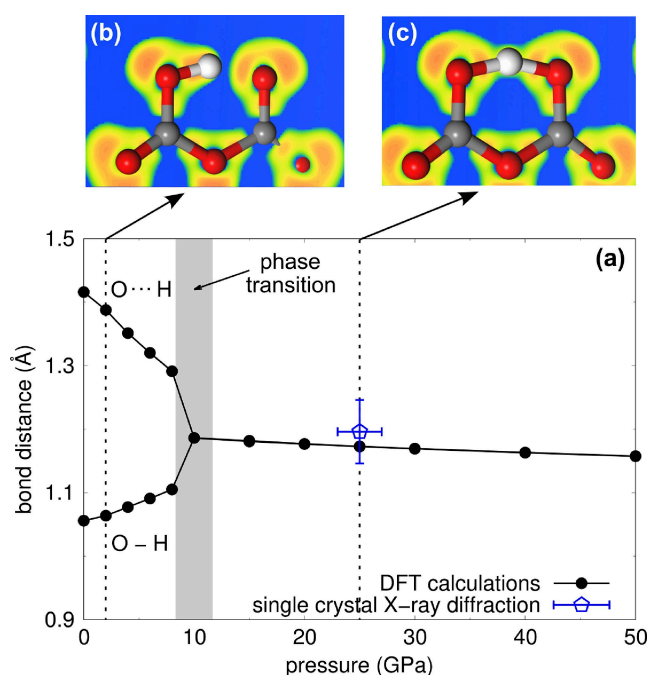 (b)
(c)
(a)
1.5
1.3
1.1
0.9
bond distance (Å)
O ··· H
phase
transition
O – H
DFT calculations
single crystal X−ray diffraction
0 10 20 30 40 50
pressure (GPa)